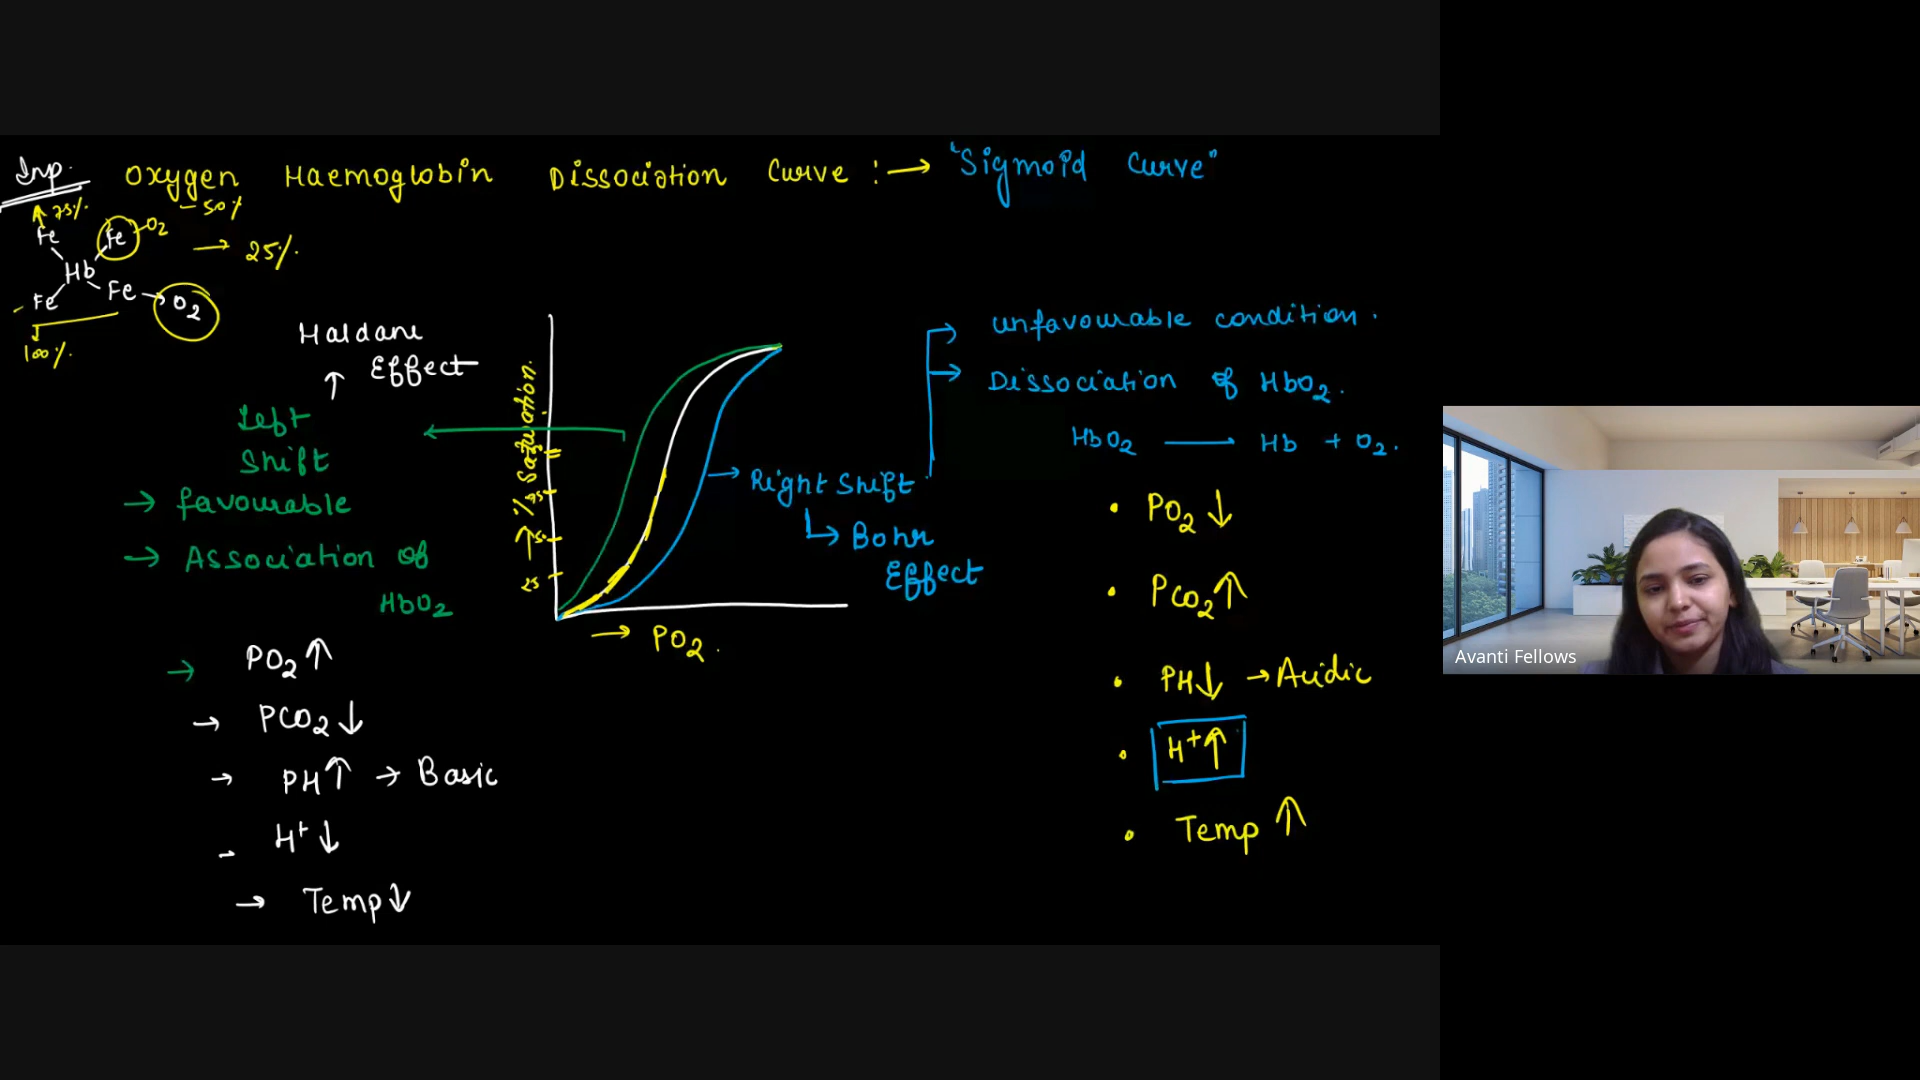 Imp. Oxygen Haemoglobin Dissociation Curve :→ "Sigmoid Curve"
75%. - 50%
Fe Fe -O2 → 25%.
Hb
Fe Fe → O2
100%.
Haldane
↑ Effect
Left
Shift
→ favourable
→ Association of
HbO2
→ PO2 ↑
→ PCO2 ↓
→ PH ↑ → Basic
- H+ ↓
→ Temp ↓
→ % Saturation.
75
50
25
→ PO2.
→ Right Shift
↳ Bohr
Effect
→ unfavourable condition.
→ Dissociation of HbO2.
HbO2 → Hb + O2.
• PO2 ↓
• PCO2 ↑
• PH ↓ → Acidic
• H+ ↑
• Temp ↑
Avanti Fellows